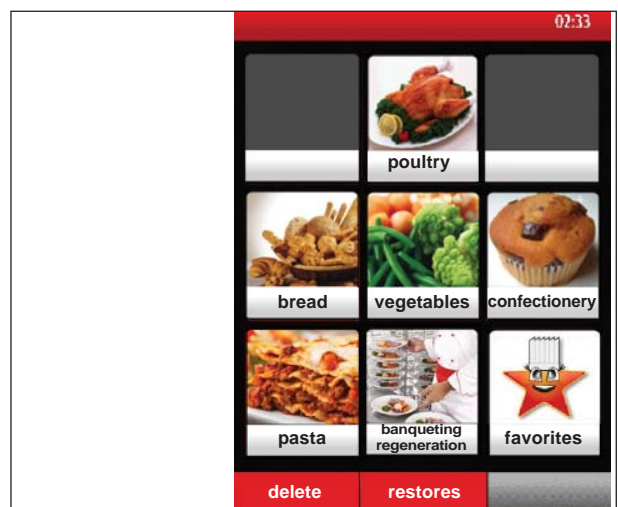 02:33
poultry
bread
vegetables
confectionery
pasta
banqueting
regeneration
favorites
delete
restores